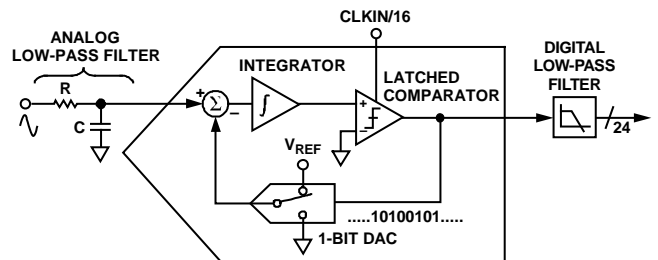 ANALOG
LOW-PASS FILTER
R
C
+
Σ
–
INTEGRATOR
∫
CLKIN/16
LATCHED
COMPARATOR
+
–
VREF
.....10100101.....
1-BIT DAC
DIGITAL
LOW-PASS
FILTER
24